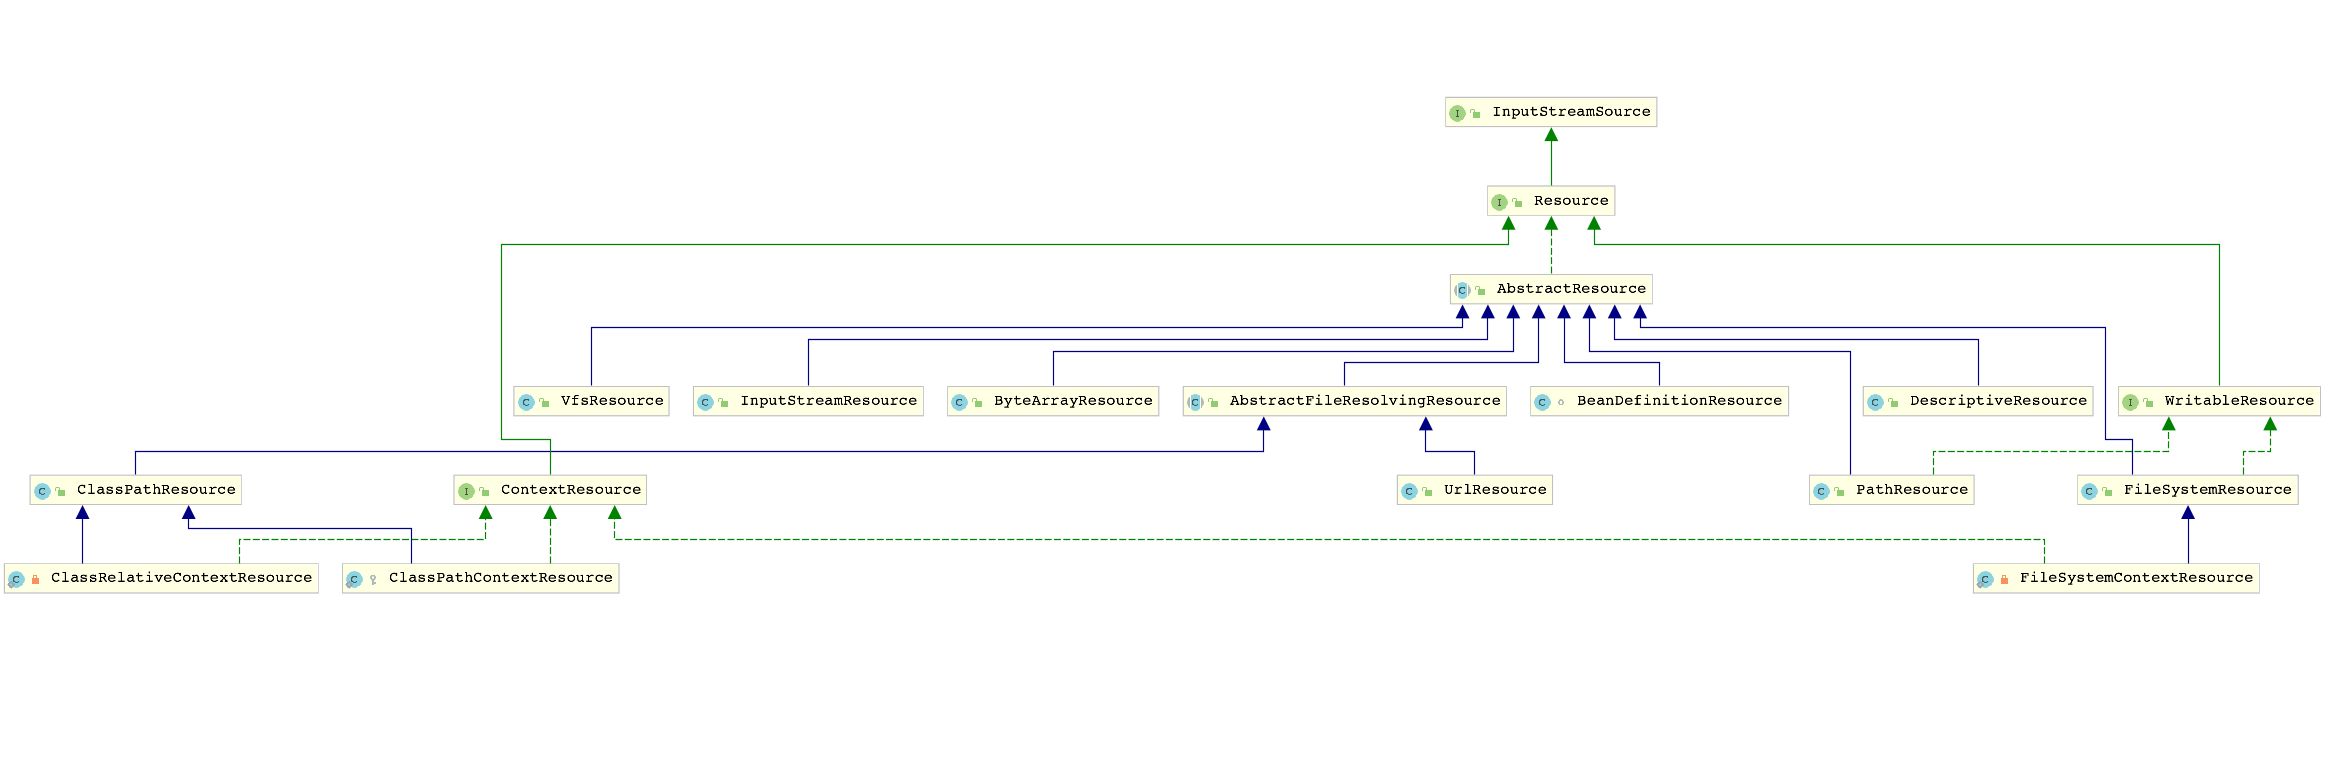 InputStreamSource
Resource
AbstractResource
VfsResource
InputStreamResource
ByteArrayResource
AbstractFileResolvingResource
BeanDefinitionResource
DescriptiveResource
WritableResource
ClassPathResource
ContextResource
UrlResource
PathResource
FileSystemResource
ClassRelativeContextResource
ClassPathContextResource
FileSystemContextResource